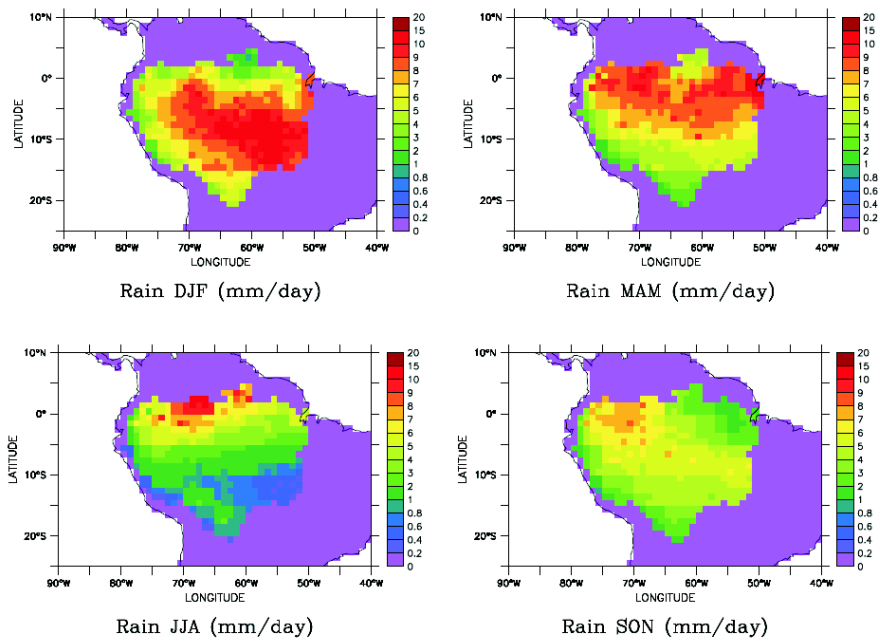 10°N
0°
10°S
20°S
LATITUDE
90°W 80°W 70°W 60°W 50°W 40°W
LONGITUDE
20
15
10
9
8
7
6
5
4
3
2
1
0.8
0.6
0.4
0.2
0
Rain DJF (mm/day)
10°N
0°
10°S
20°S
LATITUDE
90°W 80°W 70°W 60°W 50°W 40°W
LONGITUDE
20
15
10
9
8
7
6
5
4
3
2
1
0.8
0.6
0.4
0.2
0
Rain MAM (mm/day)
10°N
0°
10°S
20°S
LATITUDE
90°W 80°W 70°W 60°W 50°W 40°W
LONGITUDE
20
15
10
9
8
7
6
5
4
3
2
1
0.8
0.6
0.4
0.2
0
Rain JJA (mm/day)
10°N
0°
10°S
20°S
LATITUDE
90°W 80°W 70°W 60°W 50°W 40°W
LONGITUDE
20
15
10
9
8
7
6
5
4
3
2
1
0.8
0.6
0.4
0.2
0
Rain SON (mm/day)